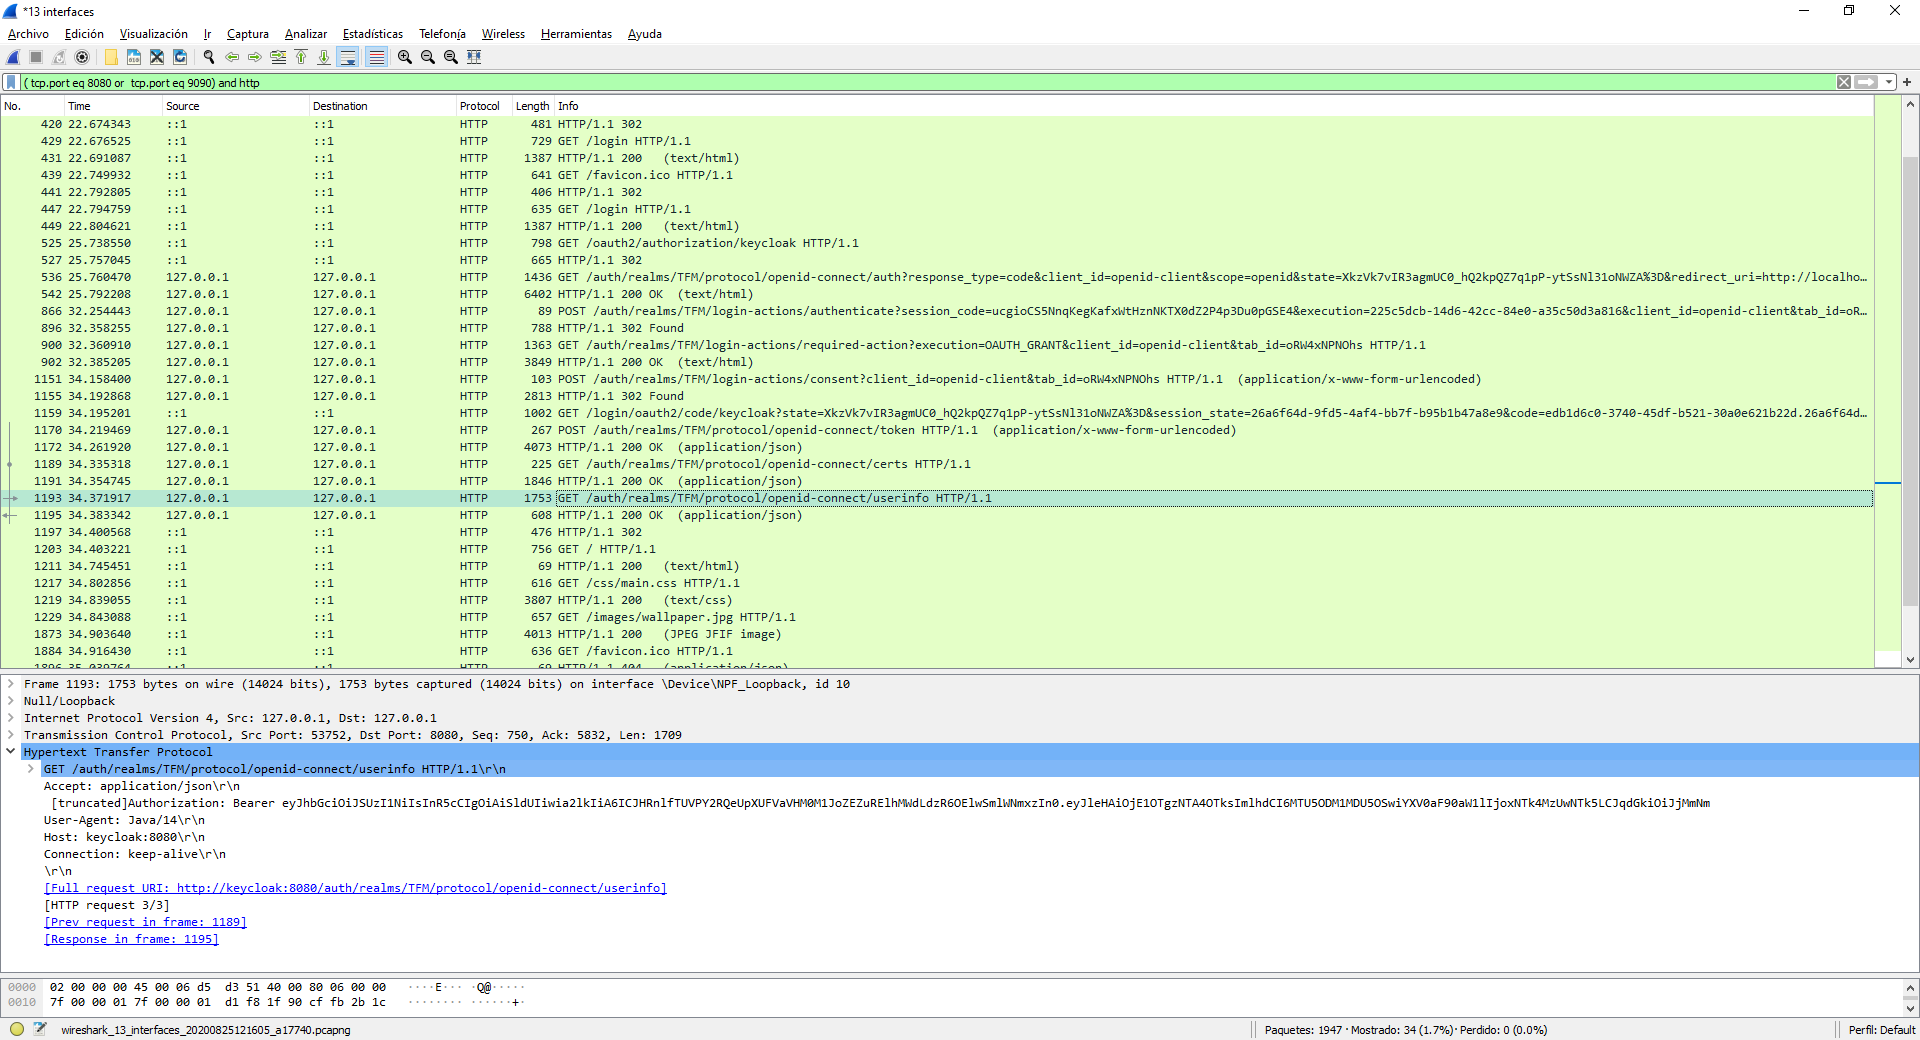 *13 interfaces
Archivo Edición Visualización Ir Captura Analizar Estadísticas Telefonía Wireless Herramientas Ayuda
( tcp.port eq 8080 or  tcp.port eq 9090) and http
No. Time Source Destination Protocol Length Info
420 22.674343 ::1 ::1 HTTP 481 HTTP/1.1 302
429 22.676525 ::1 ::1 HTTP 729 GET /login HTTP/1.1
431 22.691087 ::1 ::1 HTTP 1387 HTTP/1.1 200   (text/html)
439 22.749932 ::1 ::1 HTTP 641 GET /favicon.ico HTTP/1.1
441 22.792805 ::1 ::1 HTTP 406 HTTP/1.1 302
447 22.794759 ::1 ::1 HTTP 635 GET /login HTTP/1.1
449 22.804621 ::1 ::1 HTTP 1387 HTTP/1.1 200   (text/html)
525 25.738550 ::1 ::1 HTTP 798 GET /oauth2/authorization/keycloak HTTP/1.1
527 25.757045 ::1 ::1 HTTP 665 HTTP/1.1 302
536 25.760470 127.0.0.1 127.0.0.1 HTTP 1436 GET /auth/realms/TFM/protocol/openid-connect/auth?response_type=code&client_id=openid-client&scope=openid&state=XkzVk7vIR3agmUC0_hQ2kpQZ7q1pP-ytSsNl31oNWZA%3D&redirect_uri=http://localho…
542 25.792208 127.0.0.1 127.0.0.1 HTTP 6402 HTTP/1.1 200 OK  (text/html)
866 32.254443 127.0.0.1 127.0.0.1 HTTP 89 POST /auth/realms/TFM/login-actions/authenticate?session_code=ucgioCS5NnqKegKafxWtHznNKTX0dZ2P4p3Du0pGSE4&execution=225c5dcb-14d6-42cc-84e0-a35c50d3a816&client_id=openid-client&tab_id=oR…
896 32.358255 127.0.0.1 127.0.0.1 HTTP 788 HTTP/1.1 302 Found
900 32.360910 127.0.0.1 127.0.0.1 HTTP 1363 GET /auth/realms/TFM/login-actions/required-action?execution=OAUTH_GRANT&client_id=openid-client&tab_id=oRW4xNPNOhs HTTP/1.1
902 32.385205 127.0.0.1 127.0.0.1 HTTP 3849 HTTP/1.1 200 OK  (text/html)
1151 34.158400 127.0.0.1 127.0.0.1 HTTP 103 POST /auth/realms/TFM/login-actions/consent?client_id=openid-client&tab_id=oRW4xNPNOhs HTTP/1.1  (application/x-www-form-urlencoded)
1155 34.192868 127.0.0.1 127.0.0.1 HTTP 2813 HTTP/1.1 302 Found
1159 34.195201 ::1 ::1 HTTP 1002 GET /login/oauth2/code/keycloak?state=XkzVk7vIR3agmUC0_hQ2kpQZ7q1pP-ytSsNl31oNWZA%3D&session_state=26a6f64d-9fd5-4af4-bb7f-b95b1b47a8e9&code=edb1d6c0-3740-45df-b521-30a0e621b22d.26a6f64d…
1170 34.219469 127.0.0.1 127.0.0.1 HTTP 267 POST /auth/realms/TFM/protocol/openid-connect/token HTTP/1.1  (application/x-www-form-urlencoded)
1172 34.261920 127.0.0.1 127.0.0.1 HTTP 4073 HTTP/1.1 200 OK  (application/json)
1189 34.335318 127.0.0.1 127.0.0.1 HTTP 225 GET /auth/realms/TFM/protocol/openid-connect/certs HTTP/1.1
1191 34.354745 127.0.0.1 127.0.0.1 HTTP 1846 HTTP/1.1 200 OK  (application/json)
1193 34.371917 127.0.0.1 127.0.0.1 HTTP 1753 GET /auth/realms/TFM/protocol/openid-connect/userinfo HTTP/1.1
1195 34.383342 127.0.0.1 127.0.0.1 HTTP 608 HTTP/1.1 200 OK  (application/json)
1197 34.400568 ::1 ::1 HTTP 476 HTTP/1.1 302
1203 34.403221 ::1 ::1 HTTP 756 GET / HTTP/1.1
1211 34.745451 ::1 ::1 HTTP 69 HTTP/1.1 200   (text/html)
1217 34.802856 ::1 ::1 HTTP 616 GET /css/main.css HTTP/1.1
1219 34.839055 ::1 ::1 HTTP 3807 HTTP/1.1 200   (text/css)
1229 34.843088 ::1 ::1 HTTP 657 GET /images/wallpaper.jpg HTTP/1.1
1873 34.903640 ::1 ::1 HTTP 4013 HTTP/1.1 200   (JPEG JFIF image)
1884 34.916430 ::1 ::1 HTTP 636 GET /favicon.ico HTTP/1.1
1896 35.039764 ::1 ::1 HTTP 69 HTTP/1.1 404   (application/json)
Frame 1193: 1753 bytes on wire (14024 bits), 1753 bytes captured (14024 bits) on interface \Device\NPF_Loopback, id 10
Null/Loopback
Internet Protocol Version 4, Src: 127.0.0.1, Dst: 127.0.0.1
Transmission Control Protocol, Src Port: 53752, Dst Port: 8080, Seq: 750, Ack: 5832, Len: 1709
Hypertext Transfer Protocol
GET /auth/realms/TFM/protocol/openid-connect/userinfo HTTP/1.1\r\n
Accept: application/json\r\n
[truncated]Authorization: Bearer eyJhbGciOiJSUzI1NiIsInR5cCIgOiAiSldUIiwia2lkIiA6ICJHRnlfTUVPY2RQeUpXUFVaVHM0M1JoZEZuRElhMWdLdzR6OElwSmlWNmxzIn0.eyJleHAiOjE1OTgzNTA4OTksImlhdCI6MTU5ODM1MDU5OSwiYXV0aF90aW1lIjoxNTk4MzUwNTk5LCJqdGkiOiJjMmNm
User-Agent: Java/14\r\n
Host: keycloak:8080\r\n
Connection: keep-alive\r\n
\r\n
[Full request URI: http://keycloak:8080/auth/realms/TFM/protocol/openid-connect/userinfo]
[HTTP request 3/3]
[Prev request in frame: 1189]
[Response in frame: 1195]
0000 02 00 00 00 45 00 06 d5 d3 51 40 00 80 06 00 00 ····E··· ·Q@·····
0010 7f 00 00 01 7f 00 00 01 d1 f8 1f 90 cf fb 2b 1c ········ ······+·
wireshark_13_interfaces_20200825121605_a17740.pcapng
Paquetes: 1947 · Mostrado: 34 (1.7%) · Perdido: 0 (0.0%)
Perfil: Default